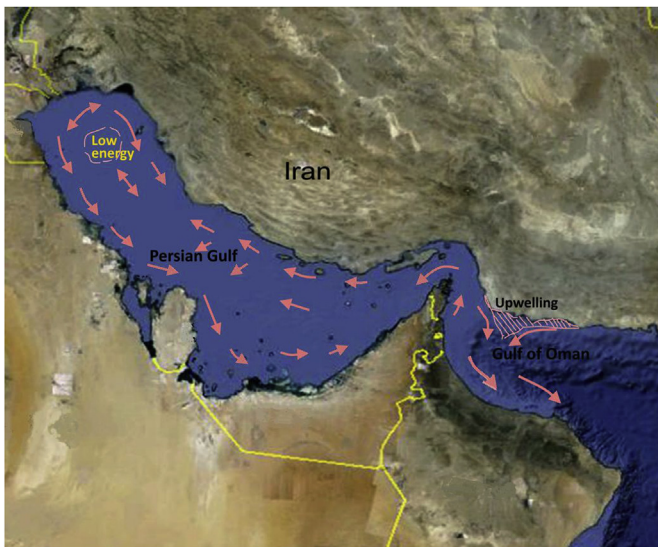 Low
energy
Iran
Persian Gulf
Upwelling
Gulf of Oman